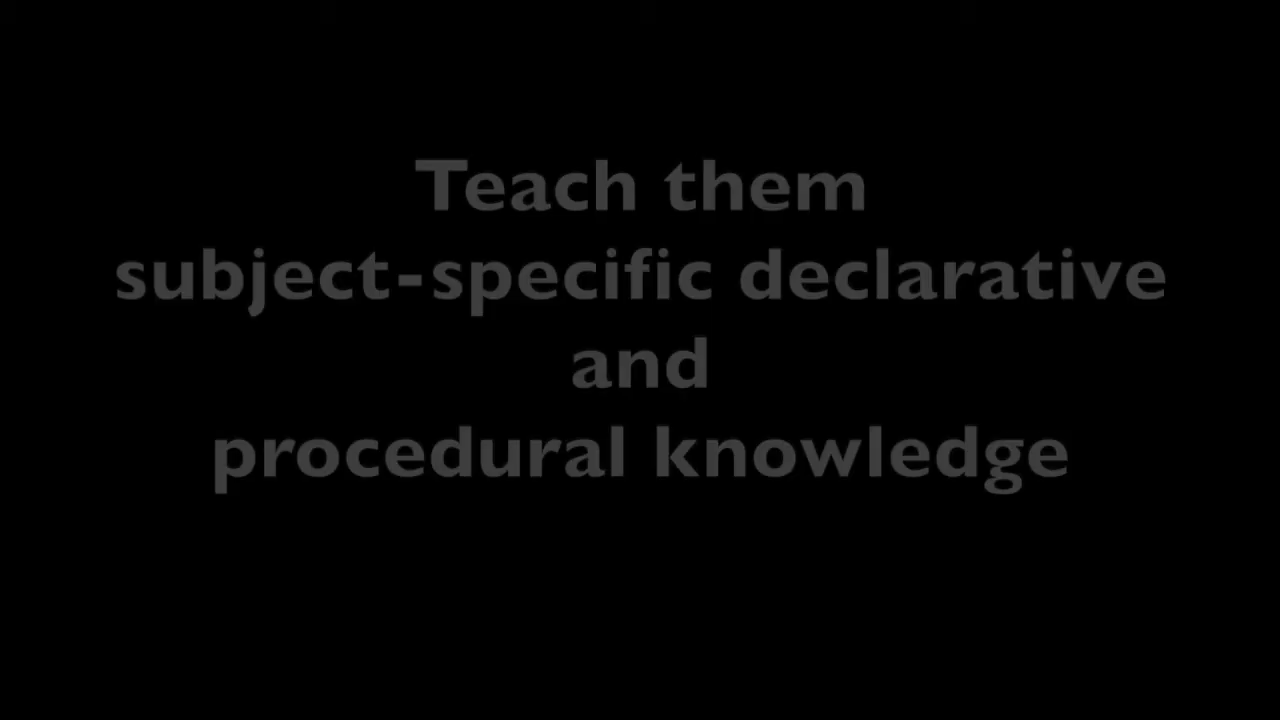 Teach them
subject-specific declarative
and
procedural knowledge